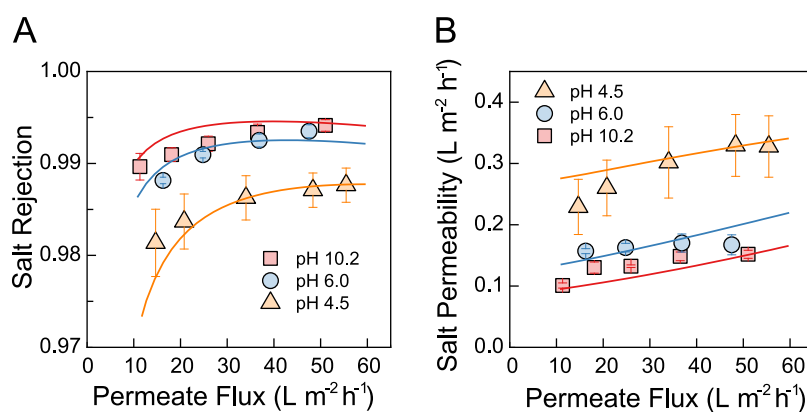 A
Salt Rejection
1.00
0.99
0.98
0.97
pH 10.2
pH 6.0
pH 4.5
0 10 20 30 40 50 60
Permeate Flux (L m⁻² h⁻¹)
B
Salt Permeability (L m⁻² h⁻¹)
0.4
0.3
0.2
0.1
0.0
pH 4.5
pH 6.0
pH 10.2
0 10 20 30 40 50 60
Permeate Flux (L m⁻² h⁻¹)